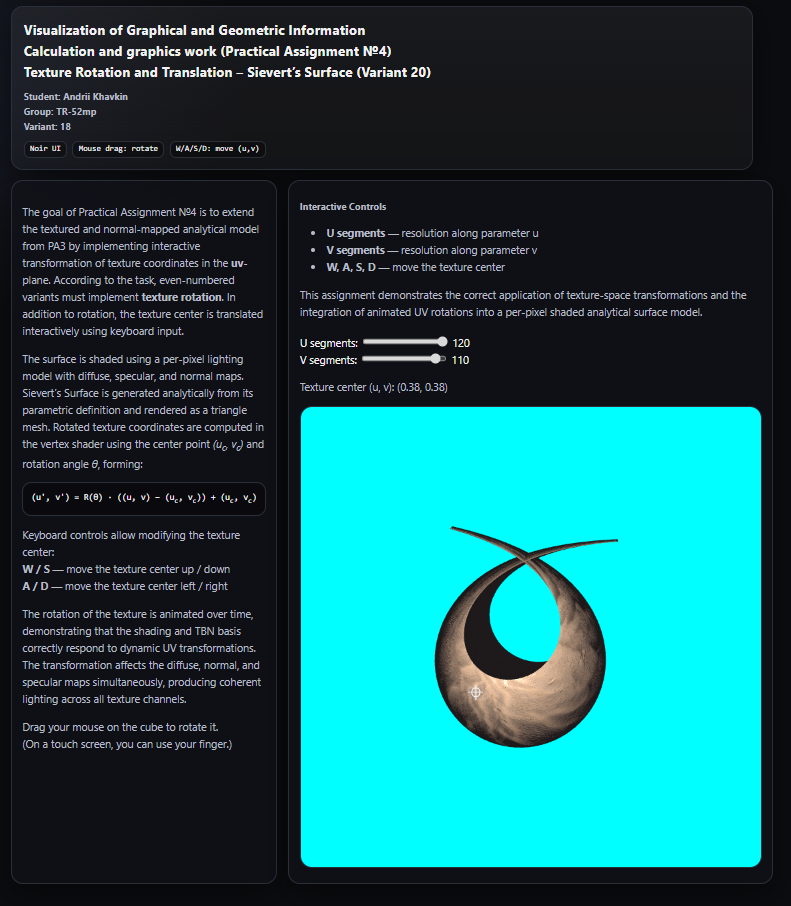 Visualization of Graphical and Geometric Information
Calculation and graphics work (Practical Assignment №4)
Texture Rotation and Translation – Sievert’s Surface (Variant 20)
Student: Andrii Khavkin
Group: TR-52mp
Variant: 18
Noir UI
Mouse drag: rotate
W/A/S/D: move (u,v)
The goal of Practical Assignment №4 is to extend
the textured and normal-mapped analytical model
from PA3 by implementing interactive
transformation of texture coordinates in the uv-
plane. According to the task, even-numbered
variants must implement texture rotation. In
addition to rotation, the texture center is translated
interactively using keyboard input.
The surface is shaded using a per-pixel lighting
model with diffuse, specular, and normal maps.
Sievert’s Surface is generated analytically from its
parametric definition and rendered as a triangle
mesh. Rotated texture coordinates are computed in
the vertex shader using the center point (uc, vc) and
rotation angle θ, forming:
(u', v') = R(θ) · ((u, v) − (uc, vc)) + (uc, vc)
Keyboard controls allow modifying the texture
center:
W / S — move the texture center up / down
A / D — move the texture center left / right
The rotation of the texture is animated over time,
demonstrating that the shading and TBN basis
correctly respond to dynamic UV transformations.
The transformation affects the diffuse, normal, and
specular maps simultaneously, producing coherent
lighting across all texture channels.
Drag your mouse on the cube to rotate it.
(On a touch screen, you can use your finger.)
Interactive Controls
• U segments — resolution along parameter u
• V segments — resolution along parameter v
• W, A, S, D — move the texture center
This assignment demonstrates the correct application of texture-space transformations and the
integration of animated UV rotations into a per-pixel shaded analytical surface model.
U segments: 120
V segments: 110
Texture center (u, v): (0.38, 0.38)